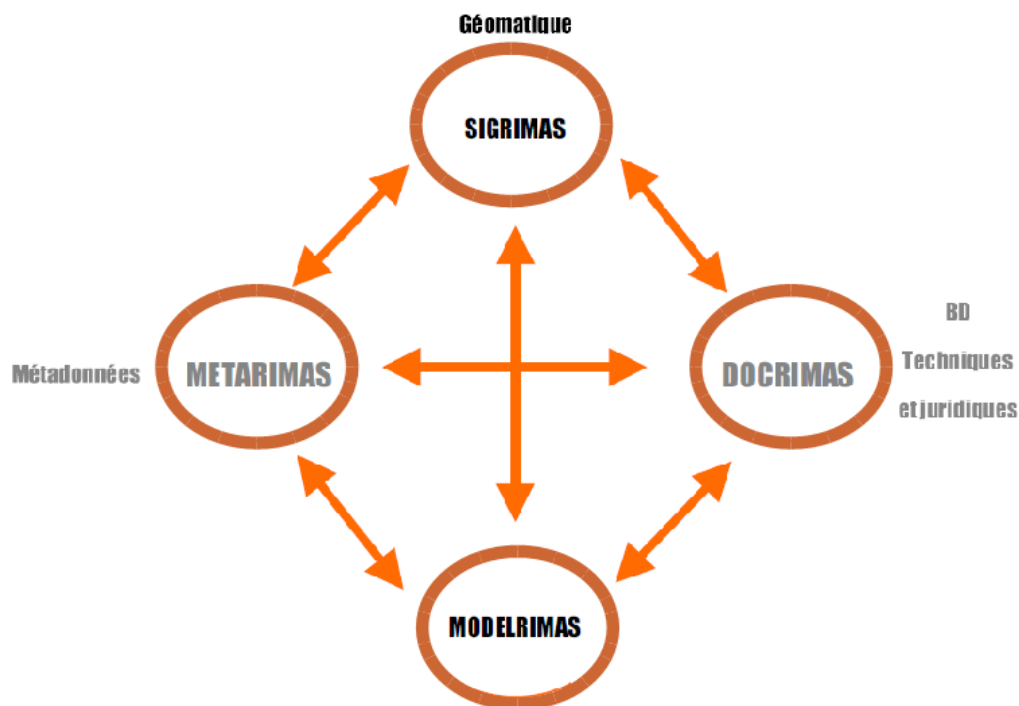 Géomatique
SIGRIMAS
Métadonnées
METARIMAS
DOCRIMAS
BD
Techniques
et juridiques
MODELRIMAS